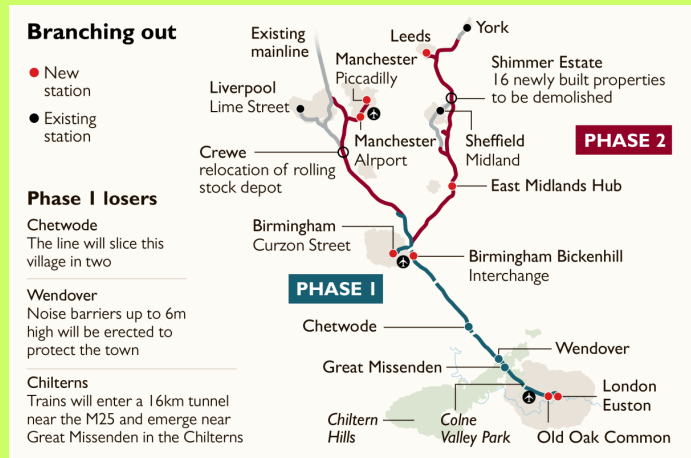 Branching out
New
station
Existing
station
Phase 1 losers
Chetwode
The line will slice this
village in two
Wendover
Noise barriers up to 6m
high will be erected to
protect the town
Chilterns
Trains will enter a 16km tunnel
near the M25 and emerge near
Great Missenden in the Chilterns
Existing
mainline
Leeds
York
Manchester
Piccadilly
Shimmer Estate
16 newly built properties
to be demolished
Liverpool
Lime Street
Manchester
AIrport
Sheffield
Midland
PHASE 2
Crewe
relocation of rolling
stock depot
East Midlands Hub
Birmingham
Curzon Street
Birmingham Bickenhill
Interchange
PHASE 1
Chetwode
Wendover
Great Missenden
London
Euston
Chiltern
Hills
Colne
Valley Park
Old Oak Common